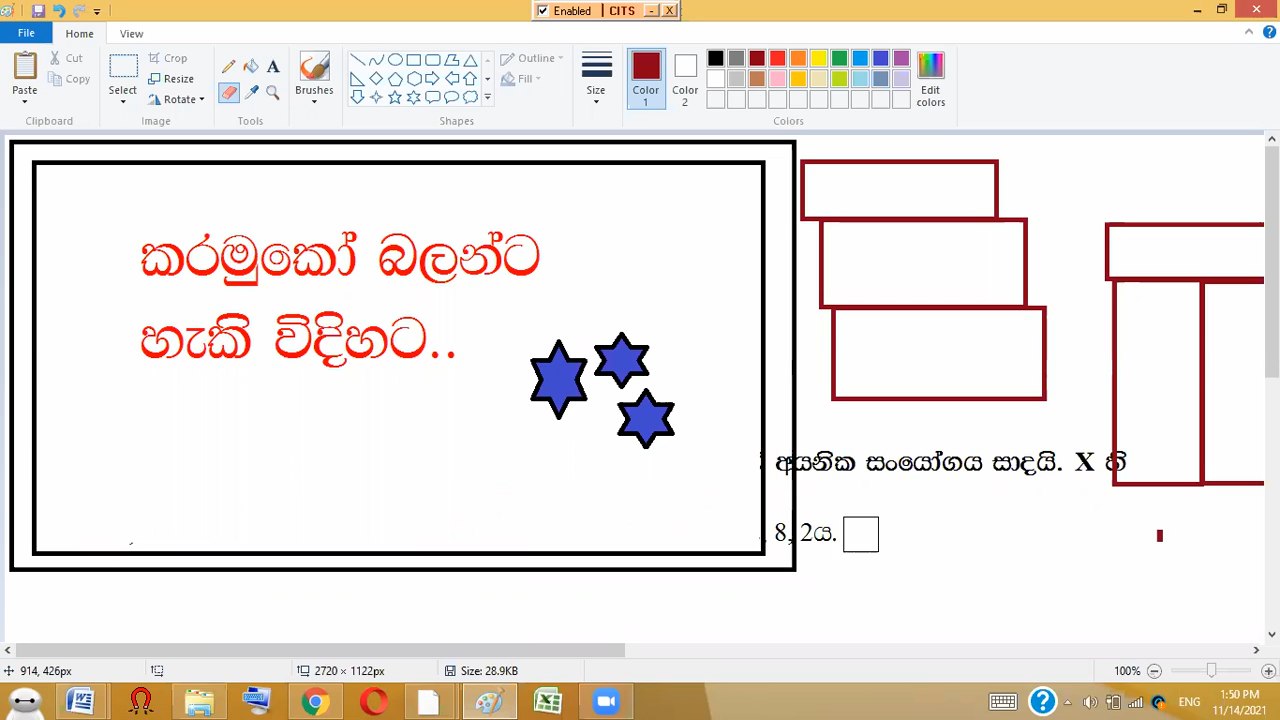 Enabled | CITS
File Home View
Paste
Cut
Copy
Clipboard
Select
Crop
Resize
Rotate
Image
Tools
Brushes
Shapes
Outline
Fill
Size
Color 1
Color 2
Edit colors
Colors
කරමුකෝ බලන්ට
හැකි විදිහට..
අයනික සංයෝගය සාදයි. X හි
, 8, 2ය.
914, 426px
2720 × 1122px
Size: 28.9KB
100%
ENG
1:50 PM
11/14/2021